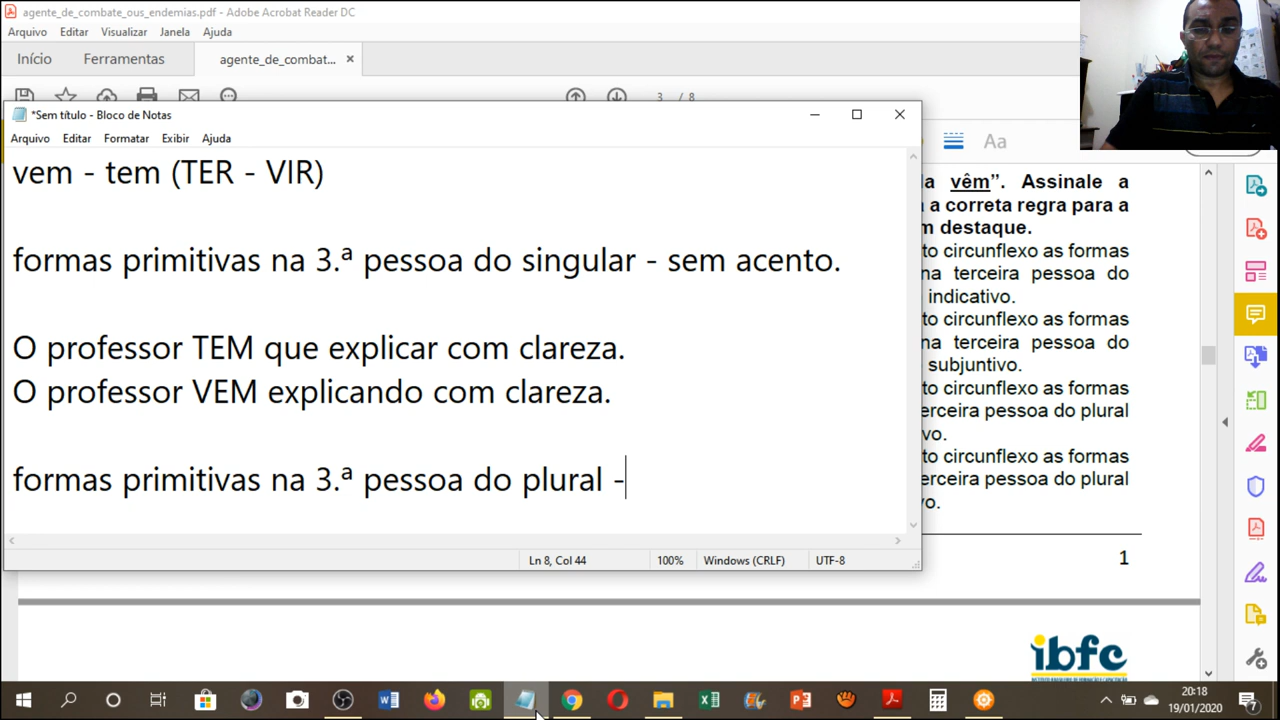 agente_de_combate_ous_endemias.pdf - Adobe Acrobat Reader DC
Arquivo Editar Visualizar Janela Ajuda
Início Ferramentas agente_de_combat... ×
3 / 8
*Sem título - Bloco de Notas
Arquivo Editar Formatar Exibir Ajuda
Aa
vem - tem (TER - VIR)
formas primitivas na 3.ª pessoa do singular - sem acento.
O professor TEM que explicar com clareza.
O professor VEM explicando com clareza.
formas primitivas na 3.ª pessoa do plural -
Ln 8, Col 44 100% Windows (CRLF) UTF-8
la vêm”. Assinale a
a correta regra para a
m destaque.
to circunflexo as formas
na terceira pessoa do
indicativo.
to circunflexo as formas
na terceira pessoa do
subjuntivo.
to circunflexo as formas
erceira pessoa do plural
vo.
to circunflexo as formas
erceira pessoa do plural
vo.
1
ibfc
20:18
19/01/2020
7